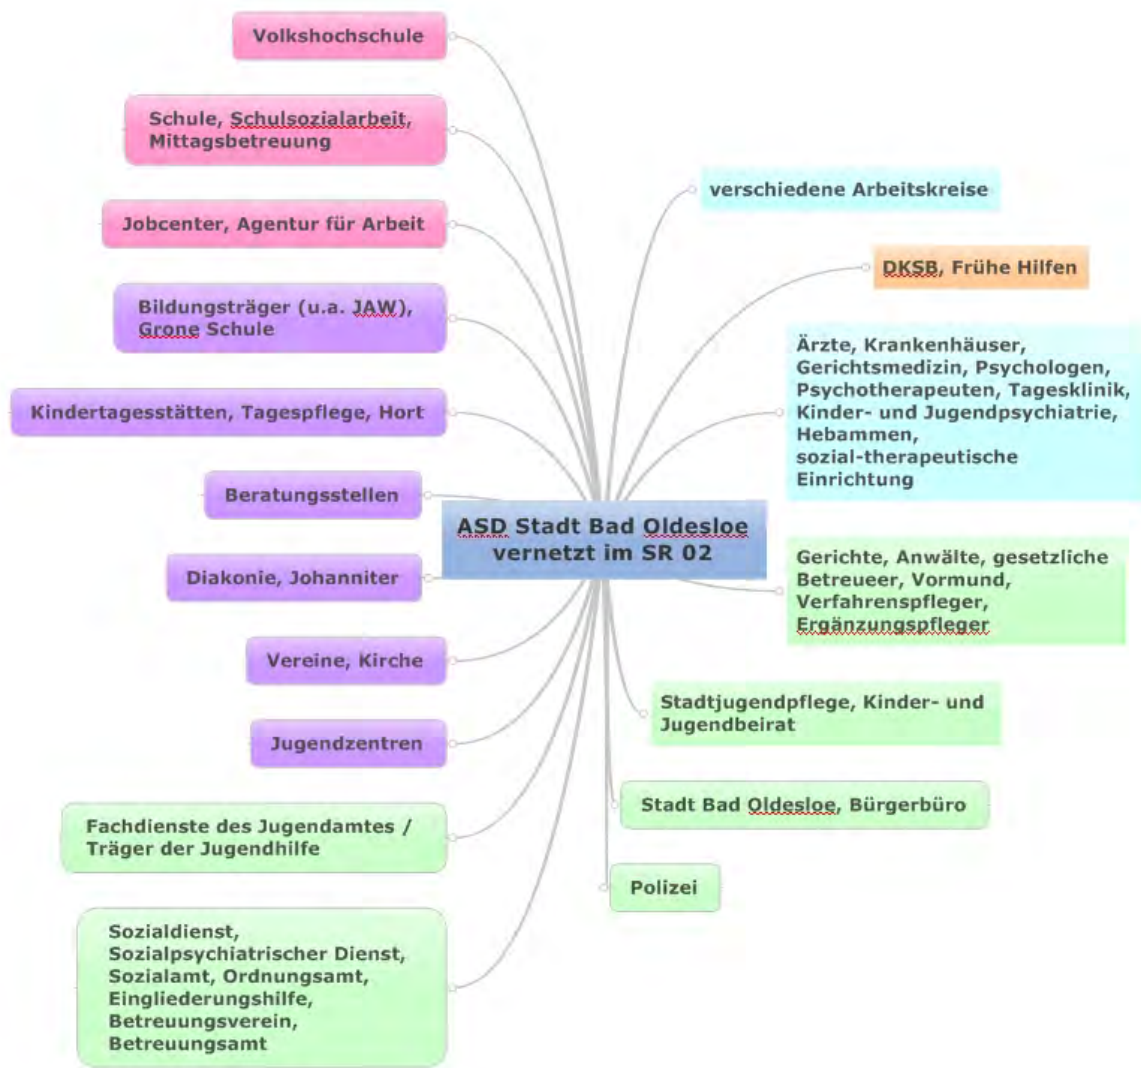 Volkshochschule
Schule, Schulsozialarbeit,
Mittagsbetreuung
Jobcenter, Agentur für Arbeit
Bildungsträger (u.a. JAW),
Grone Schule
Kindertagesstätten, Tagespflege, Hort
Beratungsstellen
Diakonie, Johanniter
Vereine, Kirche
Jugendzentren
Fachdienste des Jugendamtes /
Träger der Jugendhilfe
Sozialdienst,
Sozialpsychiatrischer Dienst,
Sozialamt, Ordnungsamt,
Eingliederungshilfe,
Betreuungsverein,
Betreuungsamt
ASD Stadt Bad Oldesloe
vernetzt im SR 02
verschiedene Arbeitskreise
DKSB, Frühe Hilfen
Ärzte, Krankenhäuser,
Gerichtsmedizin, Psychologen,
Psychotherapeuten, Tagesklinik,
Kinder- und Jugendpsychiatrie,
Hebammen,
sozial-therapeutische
Einrichtung
Gerichte, Anwälte, gesetzliche
Betreueer, Vormund,
Verfahrenspfleger,
Ergänzungspfleger
Stadtjugendpflege, Kinder- und
Jugendbeirat
Stadt Bad Oldesloe, Bürgerbüro
Polizei